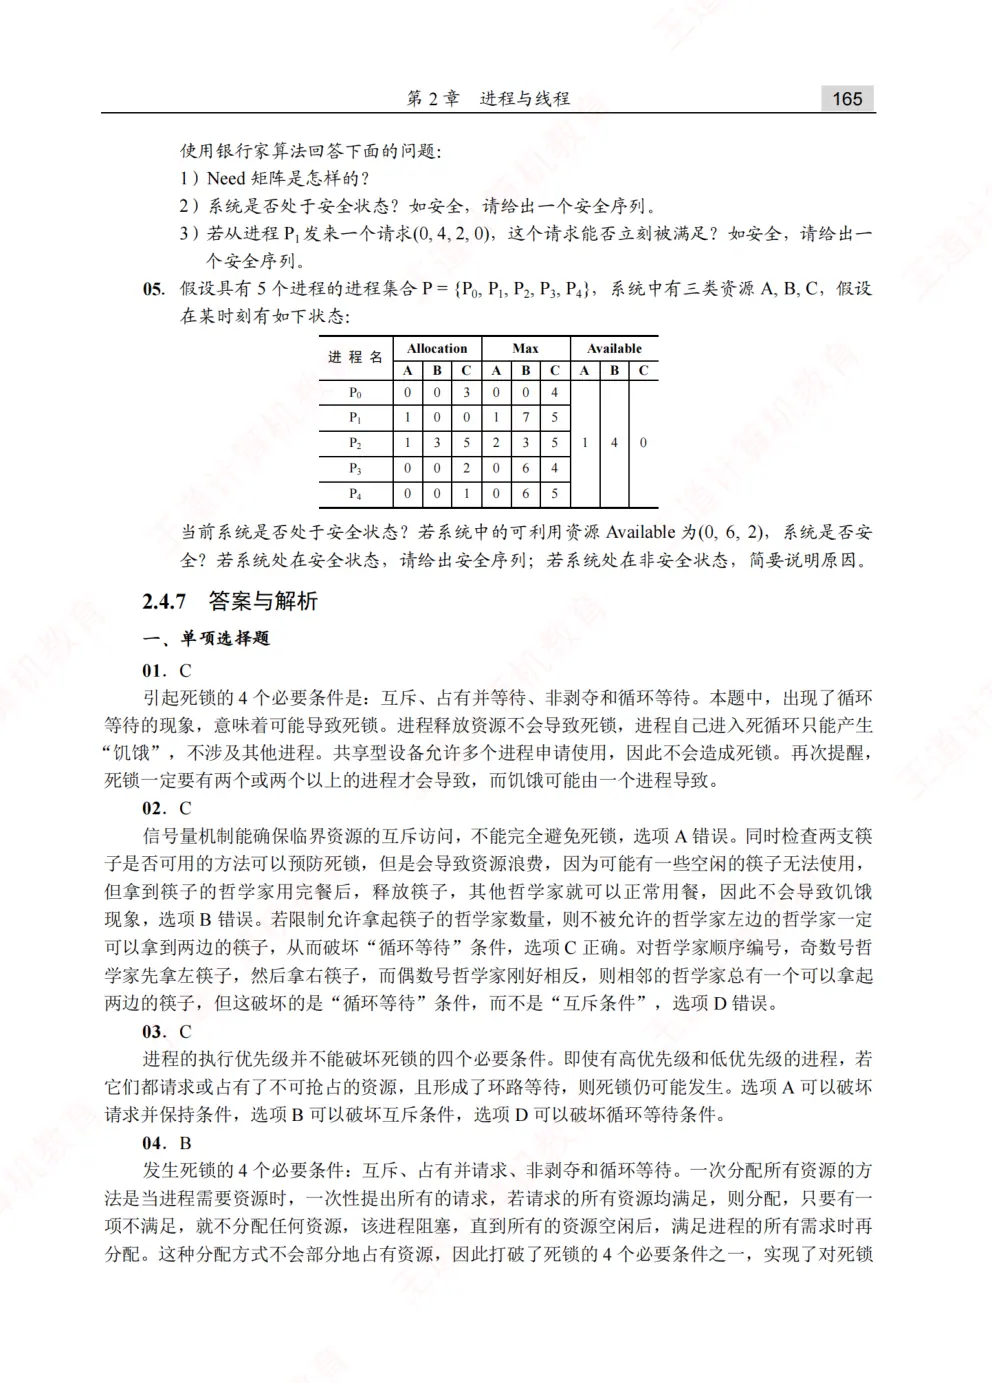 第 2 章 进程与线程 165
使用银行家算法回答下面的问题：
1）Need 矩阵是怎样的？
2）系统是否处于安全状态？如安全，请给出一个安全序列。
3）若从进程 P1 发来一个请求(0, 4, 2, 0)，这个请求能否立刻被满足？如安全，请给出一
个安全序列。
05. 假设具有 5 个进程的进程集合 P = {P0, P1, P2, P3, P4}，系统中有三类资源 A, B, C，假设
在某时刻有如下状态：
进 程 名 Allocation Max Available
A B C A B C A B C
P0 0 0 3 0 0 4
P1 1 0 0 1 7 5
P2 1 3 5 2 3 5 1 4 0
P3 0 0 2 0 6 4
P4 0 0 1 0 6 5
当前系统是否处于安全状态？若系统中的可利用资源 Available 为(0, 6, 2)，系统是否安
全？若系统处在安全状态，请给出安全序列；若系统处在非安全状态，简要说明原因。
2.4.7 答案与解析
一、单项选择题
01．C
引起死锁的 4 个必要条件是：互斥、占有并等待、非剥夺和循环等待。本题中，出现了循环
等待的现象，意味着可能导致死锁。进程释放资源不会导致死锁，进程自己进入死循环只能产生
“饥饿”，不涉及其他进程。共享型设备允许多个进程申请使用，因此不会造成死锁。再次提醒，
死锁一定要有两个或两个以上的进程才会导致，而饥饿可能由一个进程导致。
02．C
信号量机制能确保临界资源的互斥访问，不能完全避免死锁，选项 A 错误。同时检查两支筷
子是否可用的方法可以预防死锁，但是会导致资源浪费，因为可能有一些空闲的筷子无法使用，
但拿到筷子的哲学家用完餐后，释放筷子，其他哲学家就可以正常用餐，因此不会导致饥饿
现象，选项 B 错误。若限制允许拿起筷子的哲学家数量，则不被允许的哲学家左边的哲学家一定
可以拿到两边的筷子，从而破坏“循环等待”条件，选项 C 正确。对哲学家顺序编号，奇数号哲
学家先拿左筷子，然后拿右筷子，而偶数号哲学家刚好相反，则相邻的哲学家总有一个可以拿起
两边的筷子，但这破坏的是“循环等待”条件，而不是“互斥条件”，选项 D 错误。
03．C
进程的执行优先级并不能破坏死锁的四个必要条件。即使有高优先级和低优先级的进程，若
它们都请求或占有了不可抢占的资源，且形成了环路等待，则死锁仍可能发生。选项 A 可以破坏
请求并保持条件，选项 B 可以破坏互斥条件，选项 D 可以破坏循环等待条件。
04．B
发生死锁的 4 个必要条件：互斥、占有并请求、非剥夺和循环等待。一次分配所有资源的方
法是当进程需要资源时，一次性提出所有的请求，若请求的所有资源均满足，则分配，只要有一
项不满足，就不分配任何资源，该进程阻塞，直到所有的资源空闲后，满足进程的所有需求时再
分配。这种分配方式不会部分地占有资源，因此打破了死锁的 4 个必要条件之一，实现了对死锁